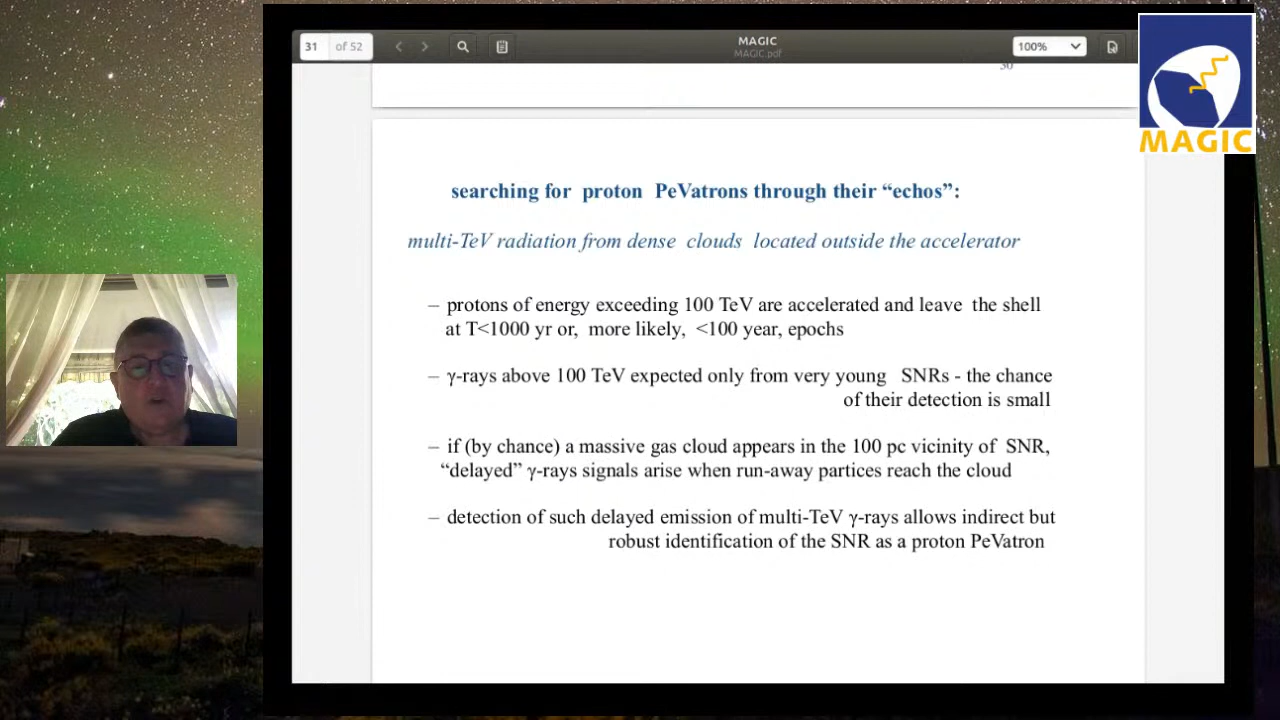 31 of 52
MAGIC
MAGIC.pdf
100%
MAGIC
30
searching for proton PeVatrons through their “echos”:
multi-TeV radiation from dense clouds located outside the accelerator
– protons of energy exceeding 100 TeV are accelerated and leave the shell
at T<1000 yr or, more likely, <100 year, epochs
– γ-rays above 100 TeV expected only from very young SNRs - the chance
of their detection is small
– if (by chance) a massive gas cloud appears in the 100 pc vicinity of SNR,
“delayed” γ-rays signals arise when run-away partices reach the cloud
– detection of such delayed emission of multi-TeV γ-rays allows indirect but
robust identification of the SNR as a proton PeVatron